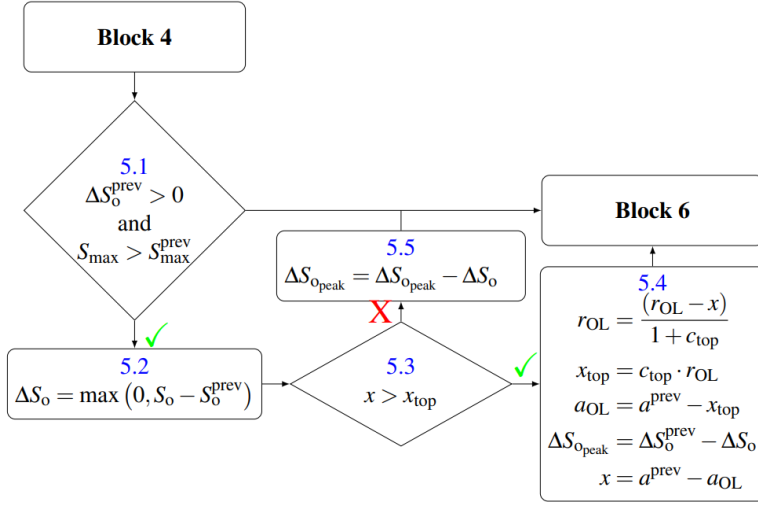 Block 4
5.1
ΔS_o^prev > 0
and
S_max > S_max^prev
✓
5.2
ΔS_o = max (0, S_o − S_o^prev)
5.3
x > x_top
X
✓
5.5
ΔS_o_peak = ΔS_o_peak − ΔS_o
Block 6
5.4
r_OL = (r_OL − x) / (1 + c_top)
x_top = c_top · r_OL
a_OL = a^prev − x_top
ΔS_o_peak = ΔS_o^prev − ΔS_o
x = a^prev − a_OL